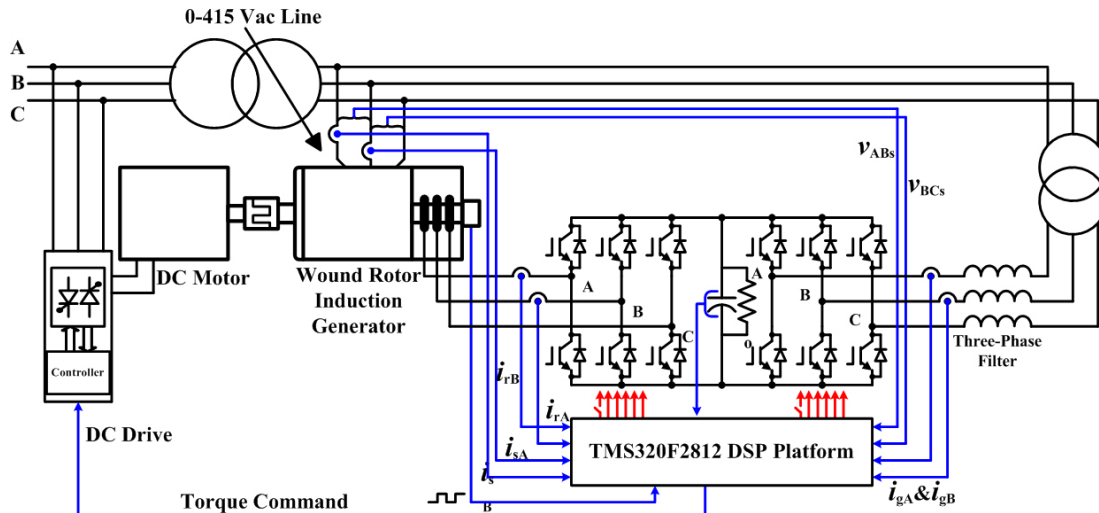 0-415 Vac Line
A
B
C
vABs
vBCs
DC Motor
Wound Rotor
Induction
Generator
A
B
C
o
A
B
C
Three-Phase
Filter
Controller
irB
irA
isA
is
B
DC Drive
TMS320F2812 DSP Platform
igA&igB
Torque Command